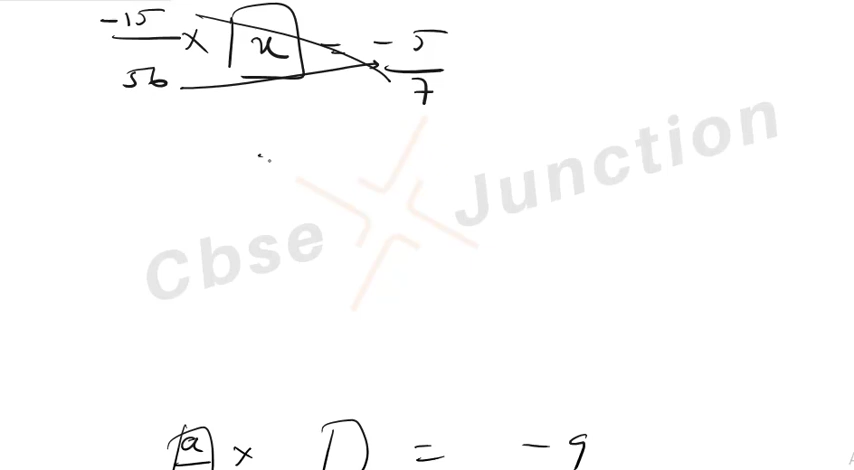 -15/56 × x = -5/7
Cbse Junction
a × D = -9